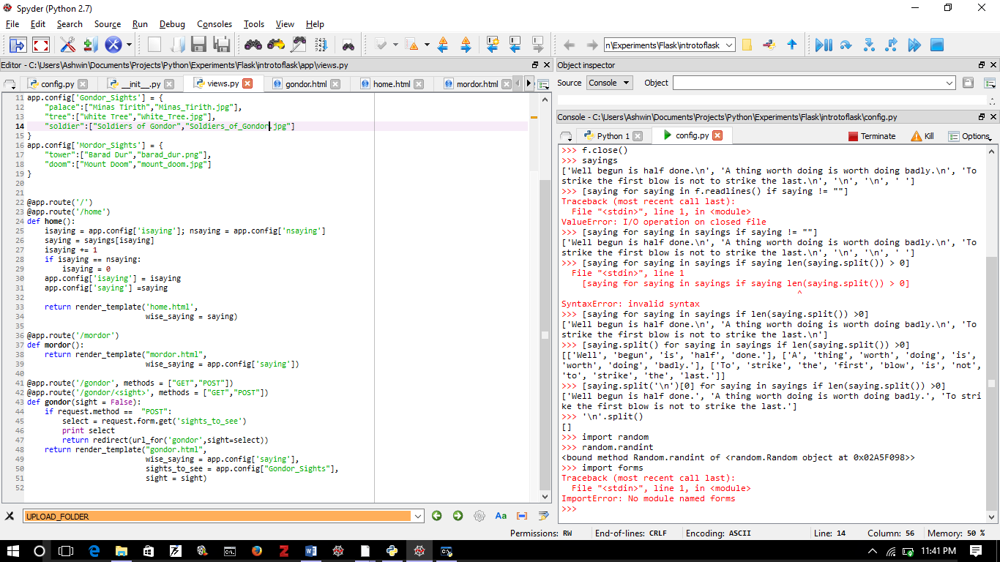 Spyder (Python 2.7)
File Edit Search Source Run Debug Consoles Tools View Help
n\Experiments\Flask\introtoflask
Editor - C:\Users\Ashwin\Documents\Projects\Python\Experiments\Flask\introtoflask\app\views.py
config.py __init__.py views.py gondor.html home.html mordor.html
11 app.config['Gondor_Sights'] = {
12 "palace":["Minas Tirith","Minas_Tirith.jpg"],
13 "tree":["White Tree","White_Tree.jpg"],
14 "soldier":["Soldiers of Gondor","Soldiers_of_Gondor.jpg"]
15 }
16 app.config['Mordor_Sights'] = {
17 "tower":["Barad Dur","barad_dur.png"],
18 "doom":["Mount Doom","mount_doom.jpg"]
19 }
20
21
22 @app.route('/')
23 @app.route('/home')
24 def home():
25 isaying = app.config['isaying']; nsaying = app.config['nsaying']
26 saying = sayings[isaying]
27 isaying += 1
28 if isaying == nsaying:
29 isaying = 0
30 app.config['isaying'] = isaying
31 app.config['saying'] =saying
32
33 return render_template('home.html',
34 wise_saying = saying)
35
36 @app.route('/mordor')
37 def mordor():
38 return render_template("mordor.html",
39 wise_saying = app.config['saying'])
40
41 @app.route('/gondor', methods = ["GET","POST"])
42 @app.route('/gondor/<sight>', methods = ["GET","POST"])
43 def gondor(sight = False):
44 if request.method == "POST":
45 select = request.form.get('sights_to_see')
46 print select
47 return redirect(url_for('gondor',sight=select))
48 return render_template("gondor.html",
49 wise_saying = app.config['saying'],
50 sights_to_see = app.config["Gondor_Sights"],
51 sight = sight)
52
UPLOAD_FOLDER
Aa
Object inspector
Source Console Object
Console - C:\Users\Ashwin\Documents\Projects\Python\Experiments\Flask\introtoflask\config.py
Python 1 config.py Terminate Kill Options
>>> f.close()
>>> sayings
['Well begun is half done.\n', 'A thing worth doing is worth doing badly.\n', 'To
strike the first blow is not to strike the last.\n', '\n', '\n', ' ']
>>> [saying for saying in f.readlines() if saying != ""]
Traceback (most recent call last):
File "<stdin>", line 1, in <module>
ValueError: I/O operation on closed file
>>> [saying for saying in sayings if saying != ""]
['Well begun is half done.\n', 'A thing worth doing is worth doing badly.\n', 'To
strike the first blow is not to strike the last.\n', '\n', '\n', ' ']
>>> [saying for saying in sayings if saying len(saying.split()) > 0]
File "<stdin>", line 1
[saying for saying in sayings if saying len(saying.split()) > 0]
^
SyntaxError: invalid syntax
>>> [saying for saying in sayings if len(saying.split()) >0]
['Well begun is half done.\n', 'A thing worth doing is worth doing badly.\n', 'To
strike the first blow is not to strike the last.\n']
>>> [saying.split() for saying in sayings if len(saying.split()) >0]
[['Well', 'begun', 'is', 'half', 'done.'], ['A', 'thing', 'worth', 'doing', 'is',
'worth', 'doing', 'badly.'], ['To', 'strike', 'the', 'first', 'blow', 'is', 'not',
'to', 'strike', 'the', 'last.']]
>>> [saying.split('\n')[0] for saying in sayings if len(saying.split()) >0]
['Well begun is half done.', 'A thing worth doing is worth doing badly.', 'To stri
ke the first blow is not to strike the last.']
>>> '\n'.split()
[]
>>> import random
>>> random.randint
<bound method Random.randint of <random.Random object at 0x02A5F098>>
>>> import forms
Traceback (most recent call last):
File "<stdin>", line 1, in <module>
ImportError: No module named forms
>>>
Permissions: RW End-of-lines: CRLF Encoding: ASCII Line: 14 Column: 56 Memory: 50 %
11:41 PM